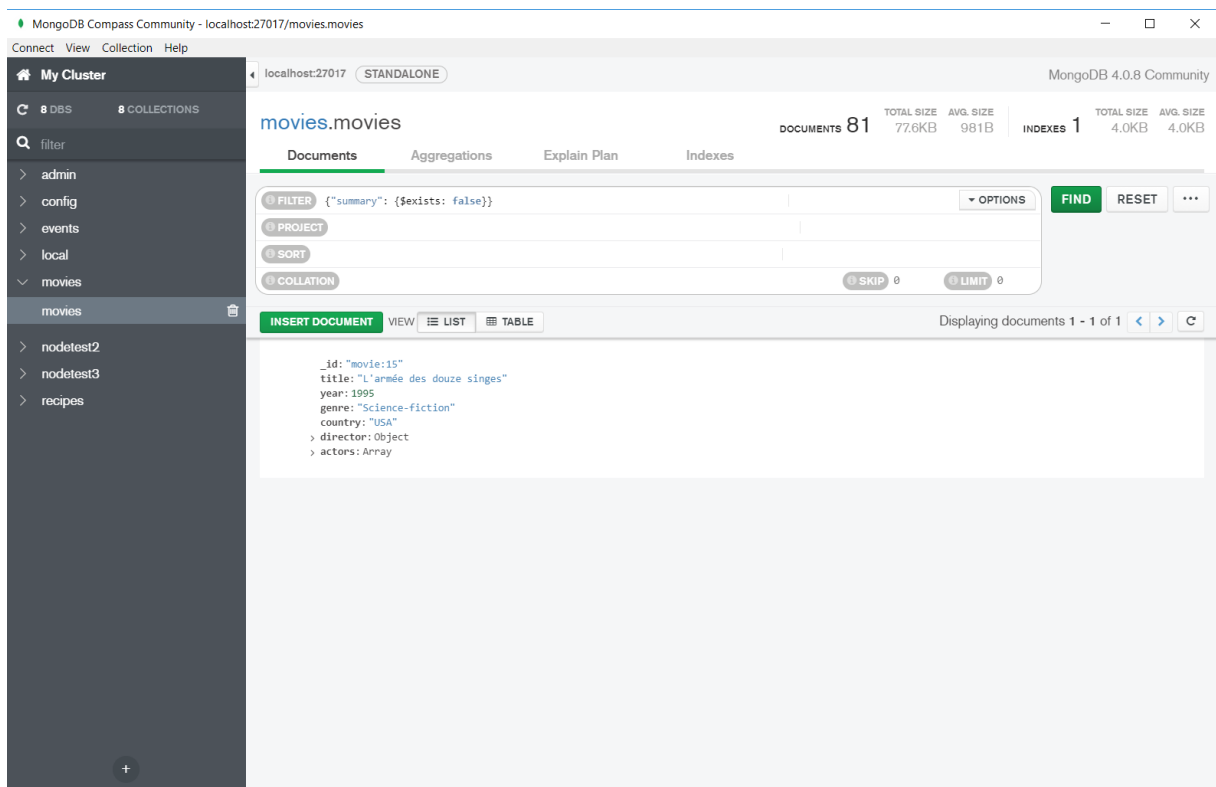 MongoDB Compass Community - localhost:27017/movies.movies
Connect View Collection Help
My Cluster
localhost:27017 STANDALONE
MongoDB 4.0.8 Community
8 DBS 8 COLLECTIONS
filter
admin
config
events
local
movies
movies
nodetest2
nodetest3
recipes
+
movies.movies
DOCUMENTS 81 TOTAL SIZE 77.6KB AVG. SIZE 981B INDEXES 1 TOTAL SIZE 4.0KB AVG. SIZE 4.0KB
Documents Aggregations Explain Plan Indexes
FILTER {"summary": {$exists: false}} OPTIONS FIND RESET ...
PROJECT
SORT
COLLATION SKIP 0 LIMIT 0
INSERT DOCUMENT VIEW LIST TABLE Displaying documents 1 - 1 of 1 < > C
_id: "movie:15"
title: "L'armée des douze singes"
year: 1995
genre: "Science-fiction"
country: "USA"
> director: Object
> actors: Array